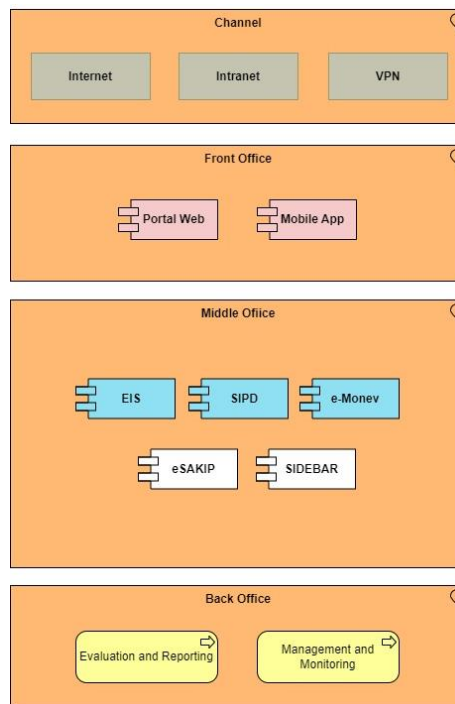 Channel
Internet
Intranet
VPN
Front Office
Portal Web
Mobile App
Middle Ofiice
EIS
SIPD
e-Monev
eSAKIP
SIDEBAR
Back Office
Evaluation and Reporting
Management and
Monitoring